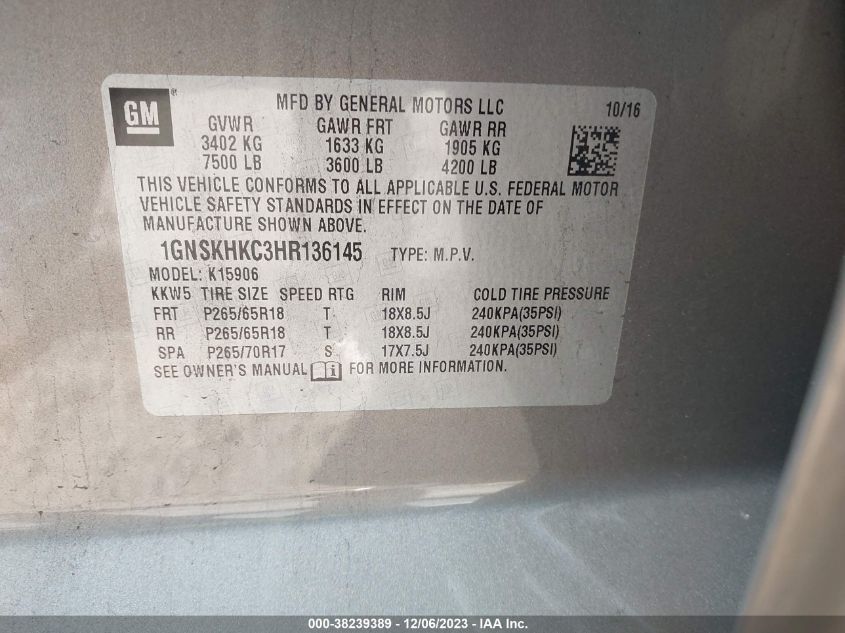 GM® MFD BY GENERAL MOTORS LLC 10/16
GVWR GAWR FRT GAWR RR
3402 KG 1633 KG 1905 KG
7500 LB 3600 LB 4200 LB
THIS VEHICLE CONFORMS TO ALL APPLICABLE U.S. FEDERAL MOTOR
VEHICLE SAFETY STANDARDS IN EFFECT ON THE DATE OF
MANUFACTURE SHOWN ABOVE.
1GNSKHKC3HR136145 TYPE: M.P.V.
MODEL: K15906
KKW5 TIRE SIZE SPEED RTG RIM COLD TIRE PRESSURE
FRT P265/65R18 T 18X8.5J 240KPA(35PSI)
RR P265/65R18 T 18X8.5J 240KPA(35PSI)
SPA P265/70R17 S 17X7.5J 240KPA(35PSI)
SEE OWNER'S MANUAL FOR MORE INFORMATION.
000-38239389 - 12/06/2023 - IAA Inc.